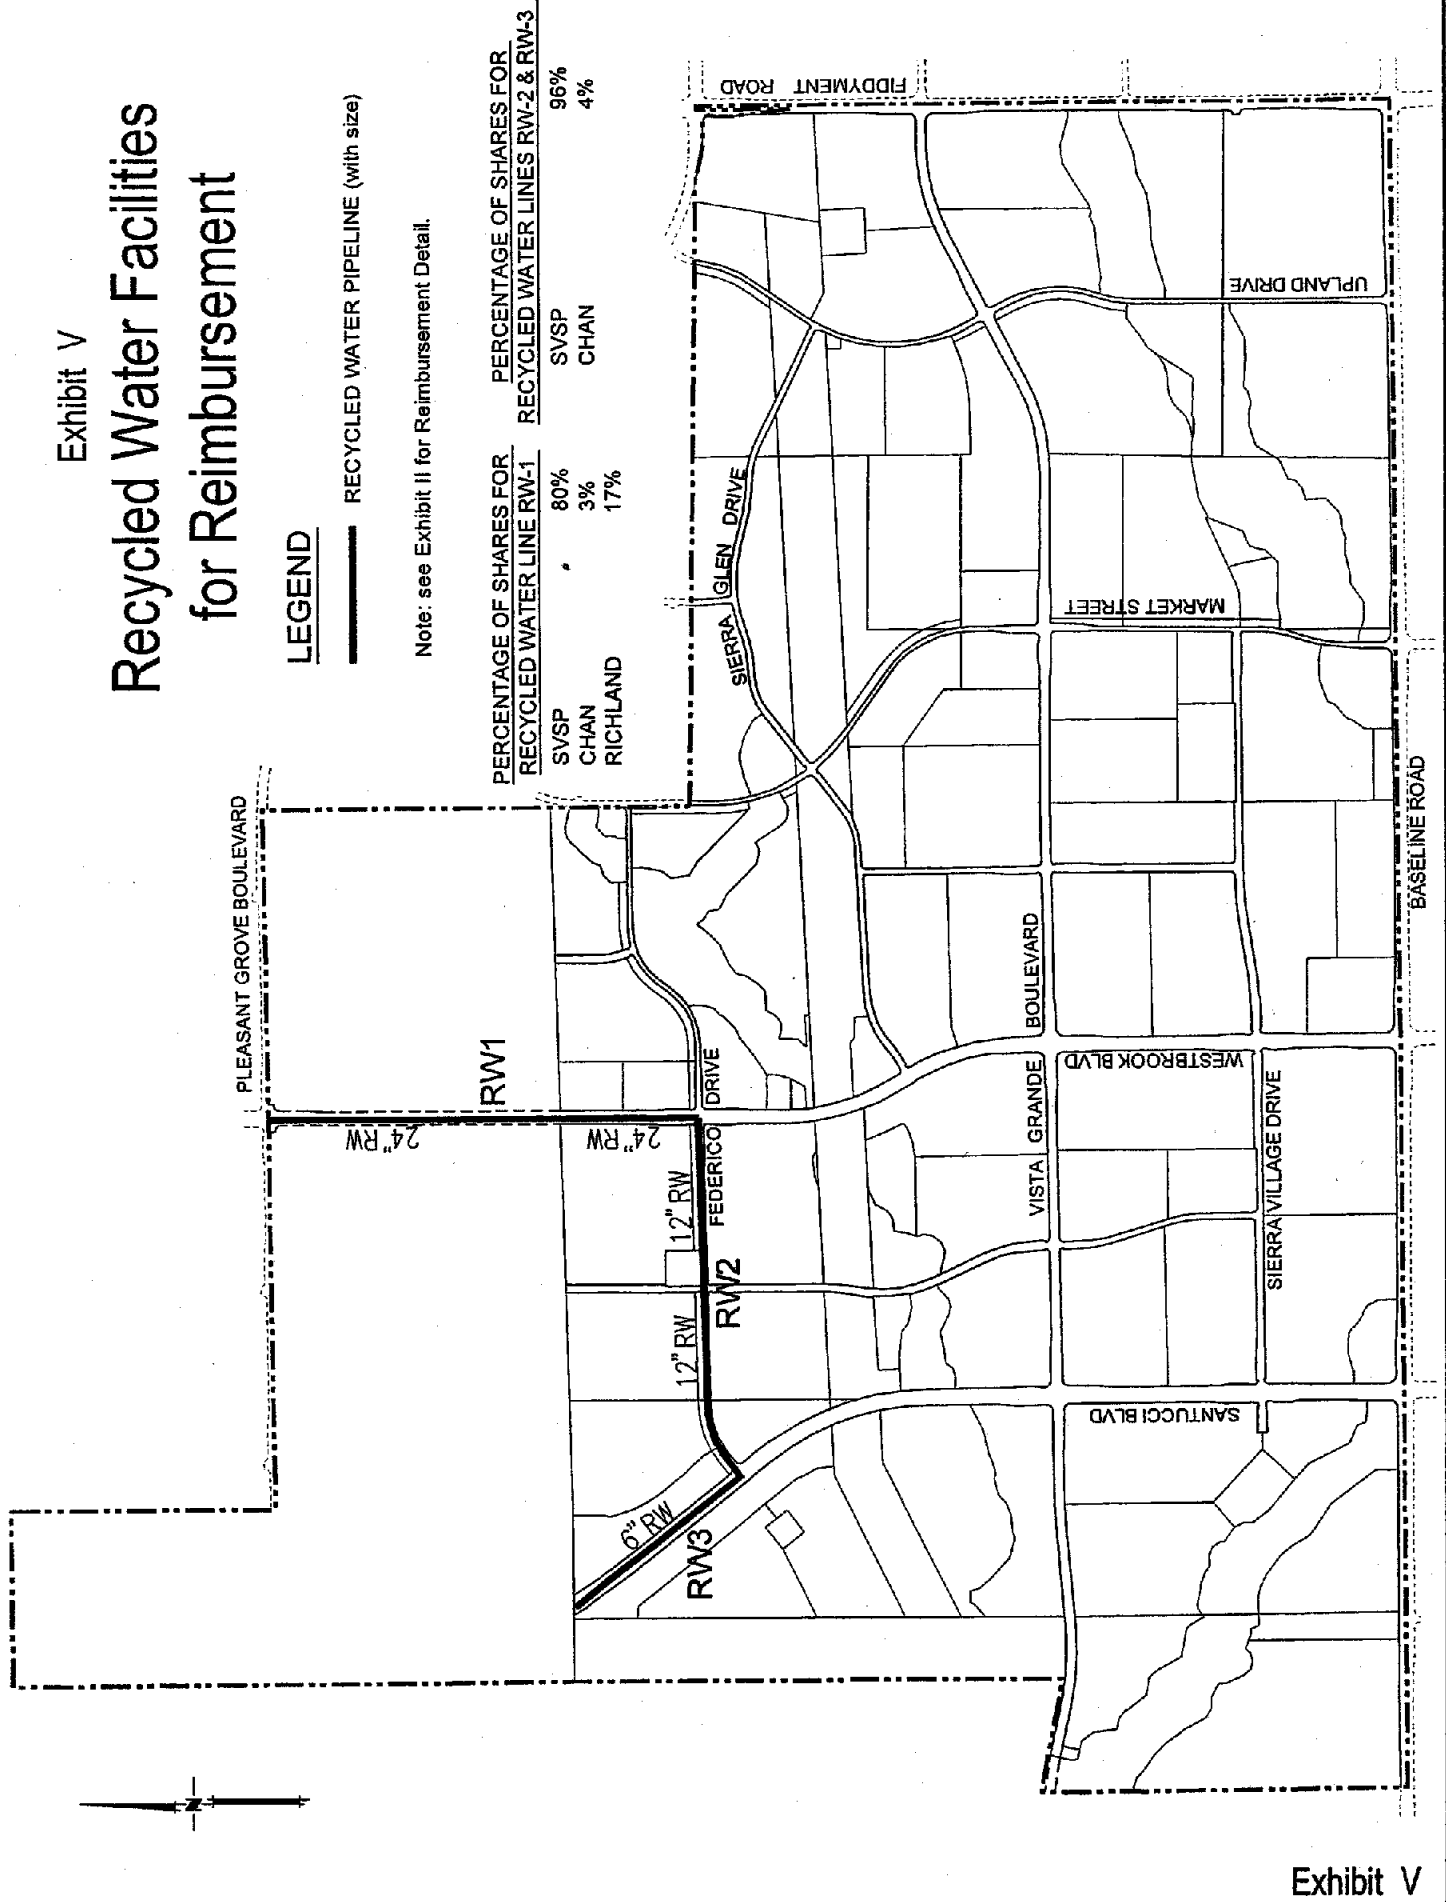 Exhibit V
Recycled Water Facilities
for Reimbursement
LEGEND
RECYCLED WATER PIPELINE (with size)
Note: see Exhibit II for Reimbursement Detail.
PERCENTAGE OF SHARES FOR
RECYCLED WATER LINE RW-1
SVSP 80%
CHAN 3%
RICHLAND 17%
PERCENTAGE OF SHARES FOR
RECYCLED WATER LINES RW-2 & RW-3
SVSP 96%
CHAN 4%
PLEASANT GROVE BOULEVARD
FIDDYMENT ROAD
UPLAND DRIVE
SIERRA GLEN DRIVE
MARKET STREET
BASELINE ROAD
RW1
24" RW
24" RW
FEDERICO DRIVE
12" RW
12" RW
RW2
6" RW
RW3
VISTA GRANDE BOULEVARD
WESTBROOK BLVD
SIERRA VILLAGE DRIVE
SANTUCCI BLVD
Z
Exhibit V